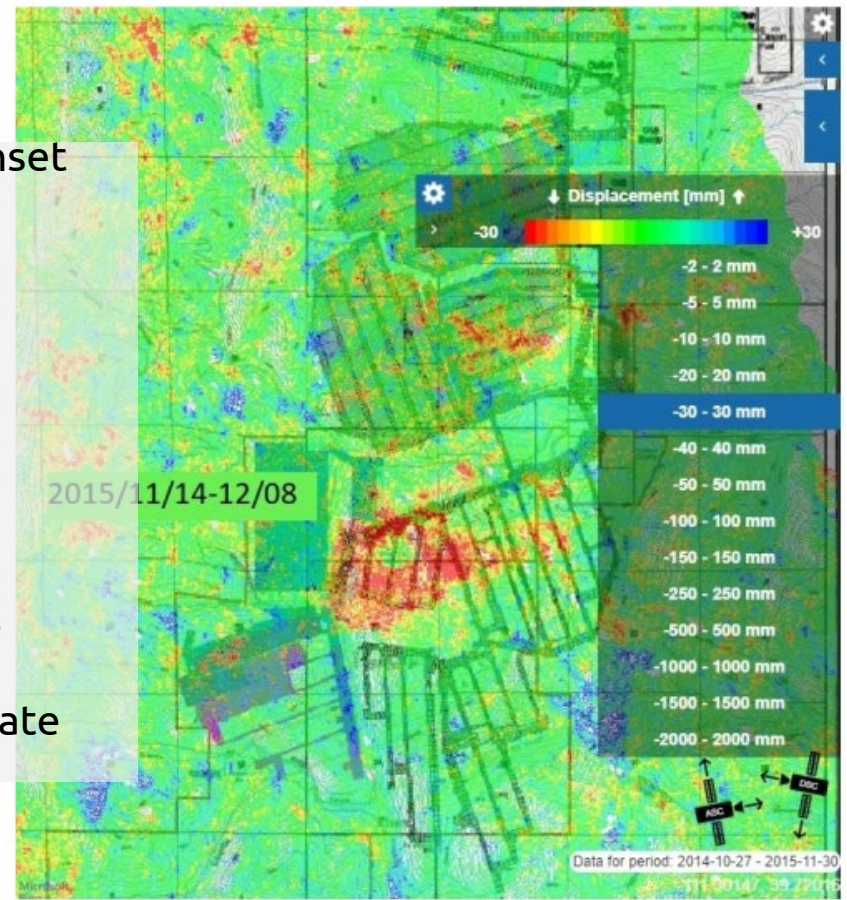 nset
↓ Displacement [mm] ↑
-30
+30
-2 - 2 mm
-5 - 5 mm
-10 - 10 mm
-20 - 20 mm
-30 - 30 mm
-40 - 40 mm
2015/11/14-12/08
-50 - 50 mm
-100 - 100 mm
-150 - 150 mm
-250 - 250 mm
-500 - 500 mm
-1000 - 1000 mm
ate
-1500 - 1500 mm
-2000 - 2000 mm
ASC
DSC
Data for period: 2014-10-27 - 2015-11-30
Microsoft